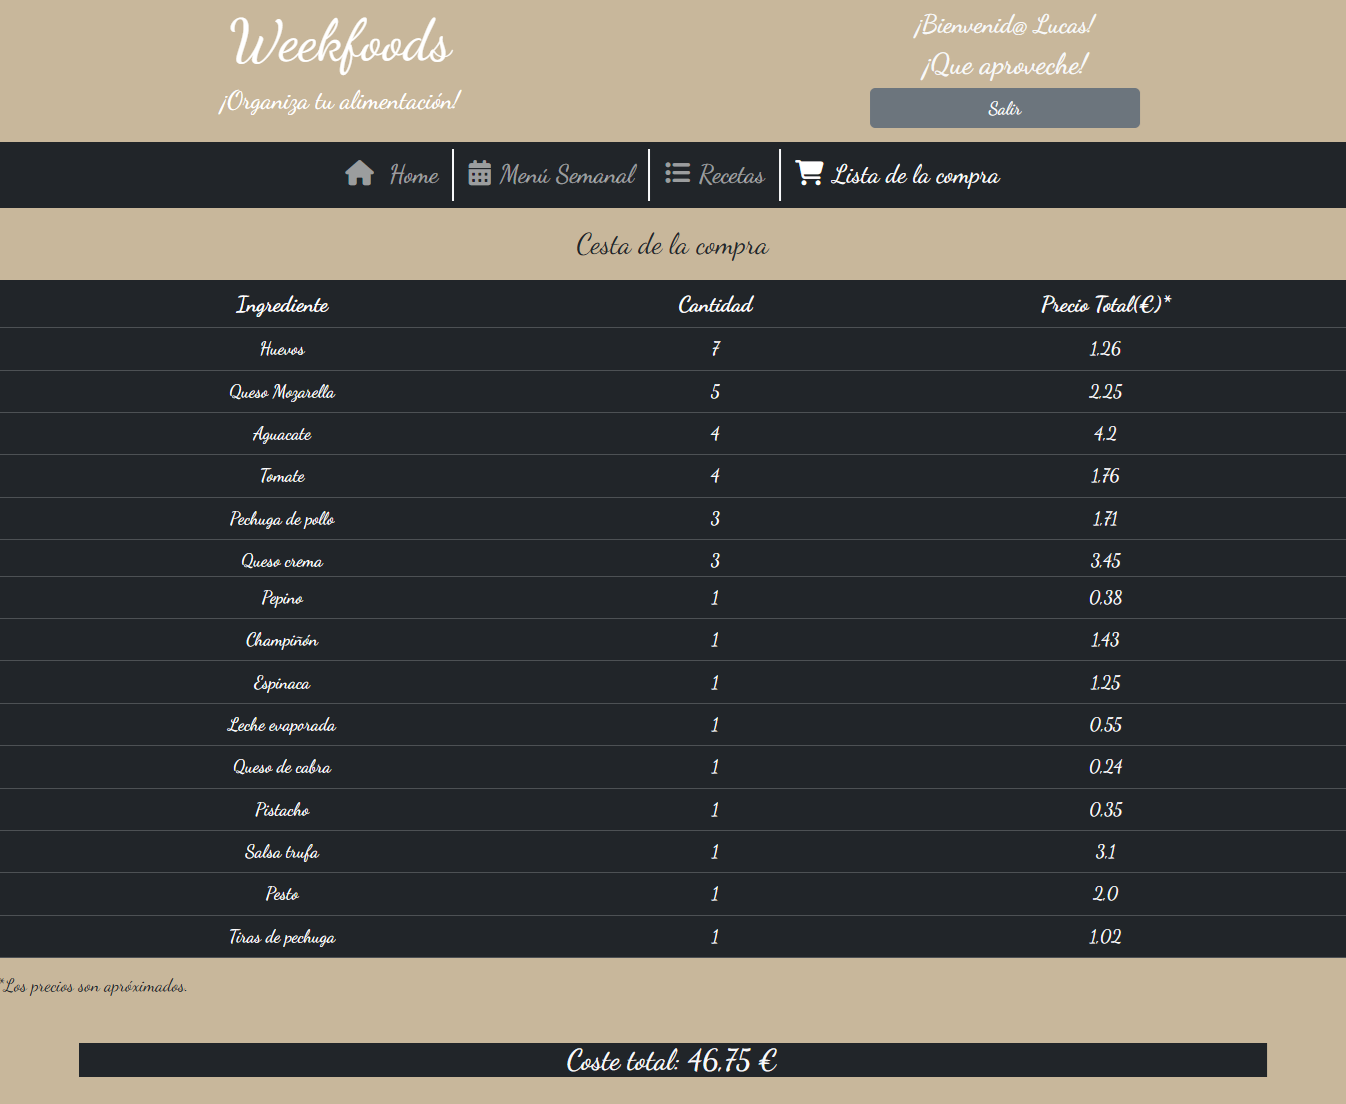 Weekfoods
¡Organiza tu alimentación!
¡Bienvenid@ Lucas!
¡Que aproveche!
Salir
Home Menú Semanal Recetas Lista de la compra
Cesta de la compra
Ingrediente Cantidad Precio Total(€)*
Huevos 7 1.26
Queso Mozarella 5 2.25
Aguacate 4 4.2
Tomate 4 1.76
Pechuga de pollo 3 1.71
Queso crema 3 3.45
Pepino 1 0.38
Champiñón 1 1.43
Espinaca 1 1.25
Leche evaporada 1 0.55
Queso de cabra 1 0.24
Pistacho 1 0.35
Salsa trufa 1 3.1
Pesto 1 2.0
Tiras de pechuga 1 1.02
*Los precios son apróximados.
Coste total: 46.75 €